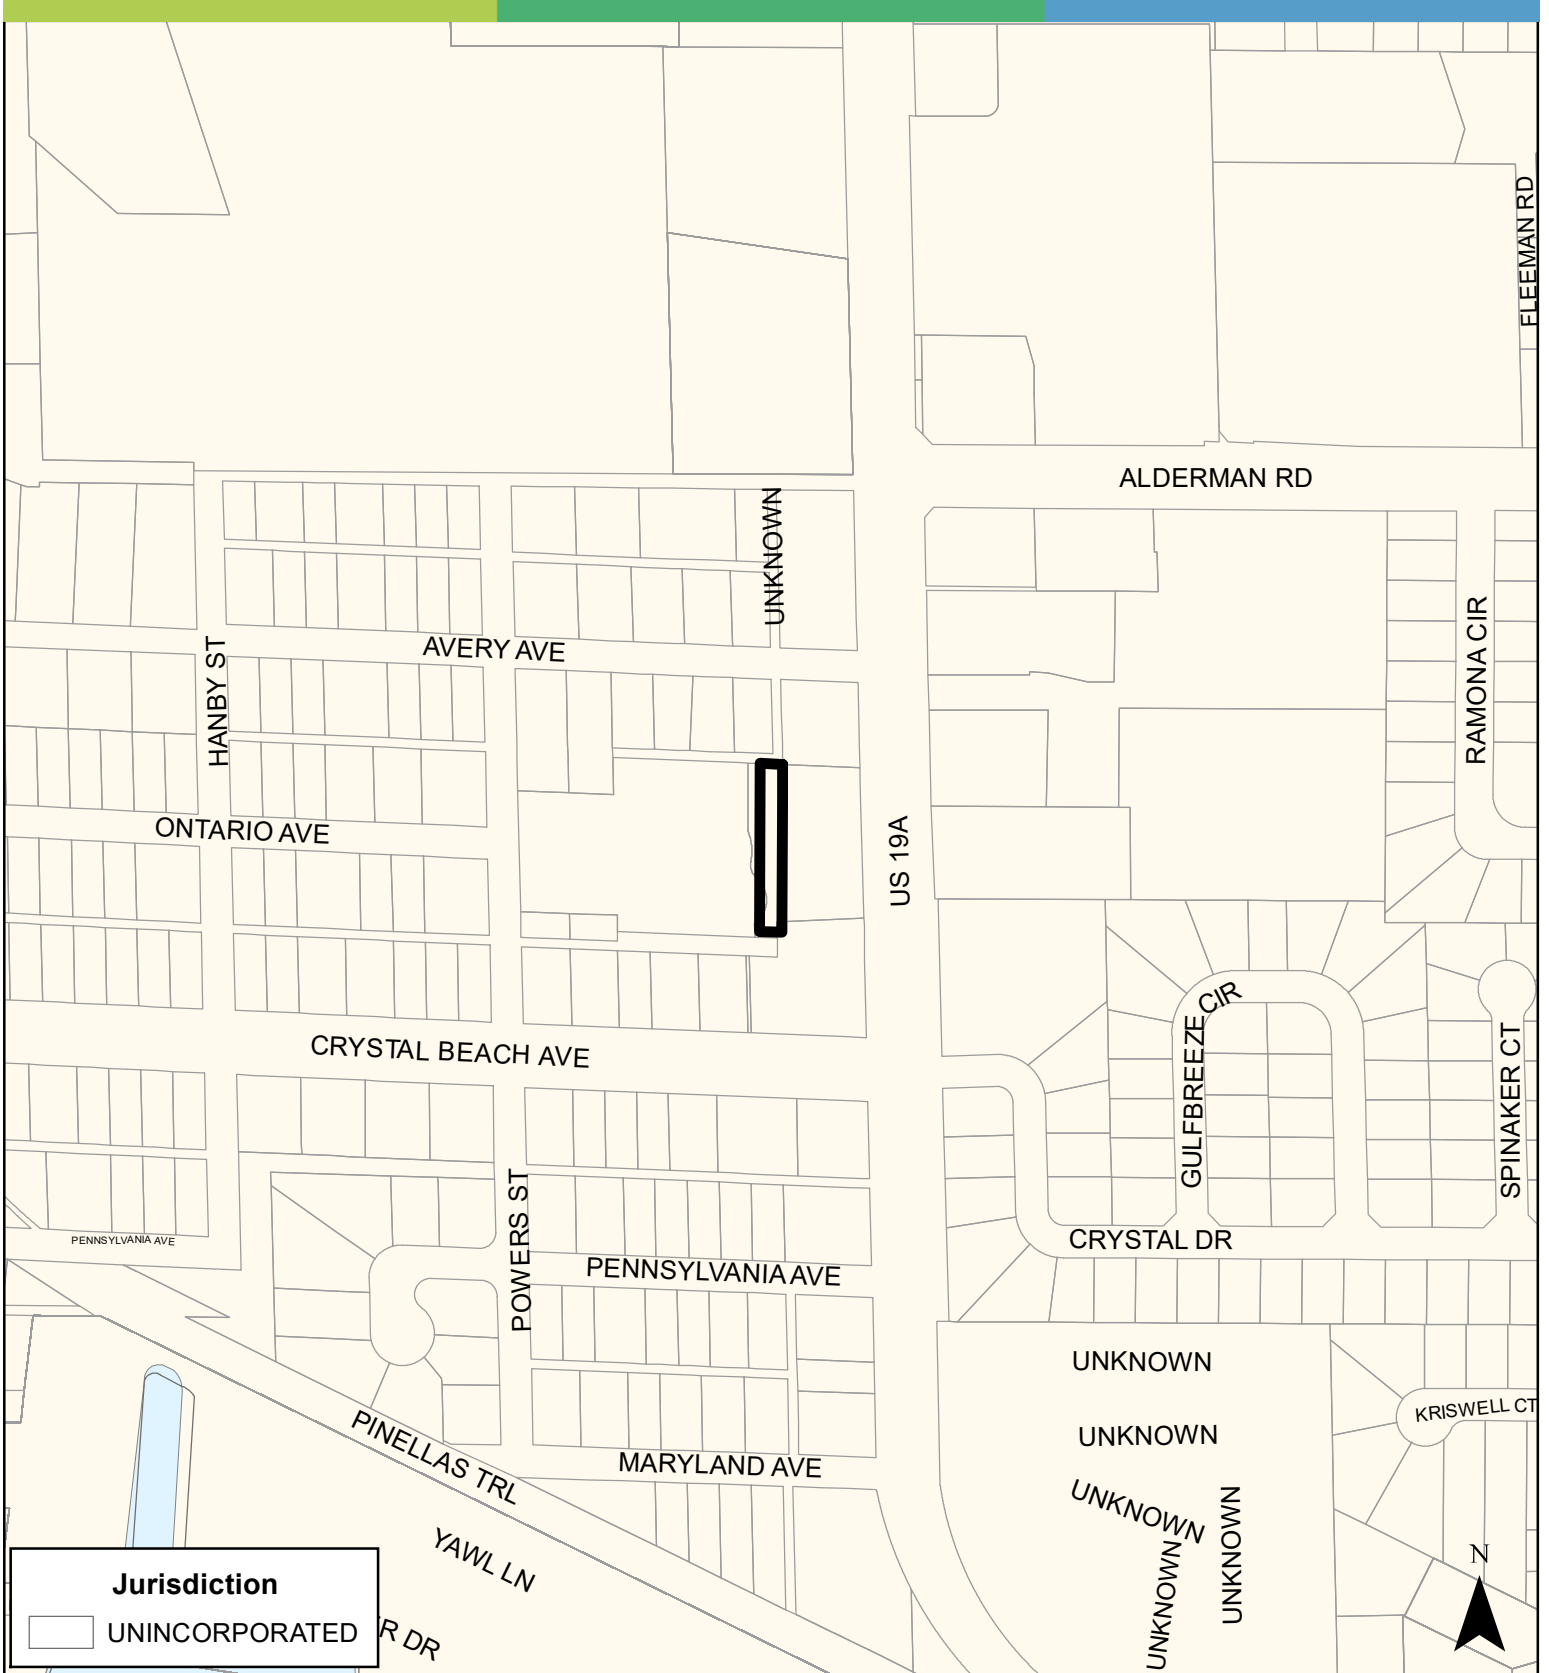 FLEEMAN RD
ALDERMAN RD
UNKNOWN
AVERY AVE
HANBY ST
RAMONA CIR
ONTARIO AVE
US 19A
GULFBREEZE CIR
CRYSTAL BEACH AVE
SPINAKER CT
POWERS ST
PENNSYLVANIA AVE
CRYSTAL DR
PENNSYLVANIA AVE
UNKNOWN
KRISWELL CT
UNKNOWN
PINELLAS TRL
MARYLAND AVE
UNKNOWN
UNKNOWN
UNKNOWN
YAWL LN
N
Jurisdiction
UNINCORPORATED
R DR